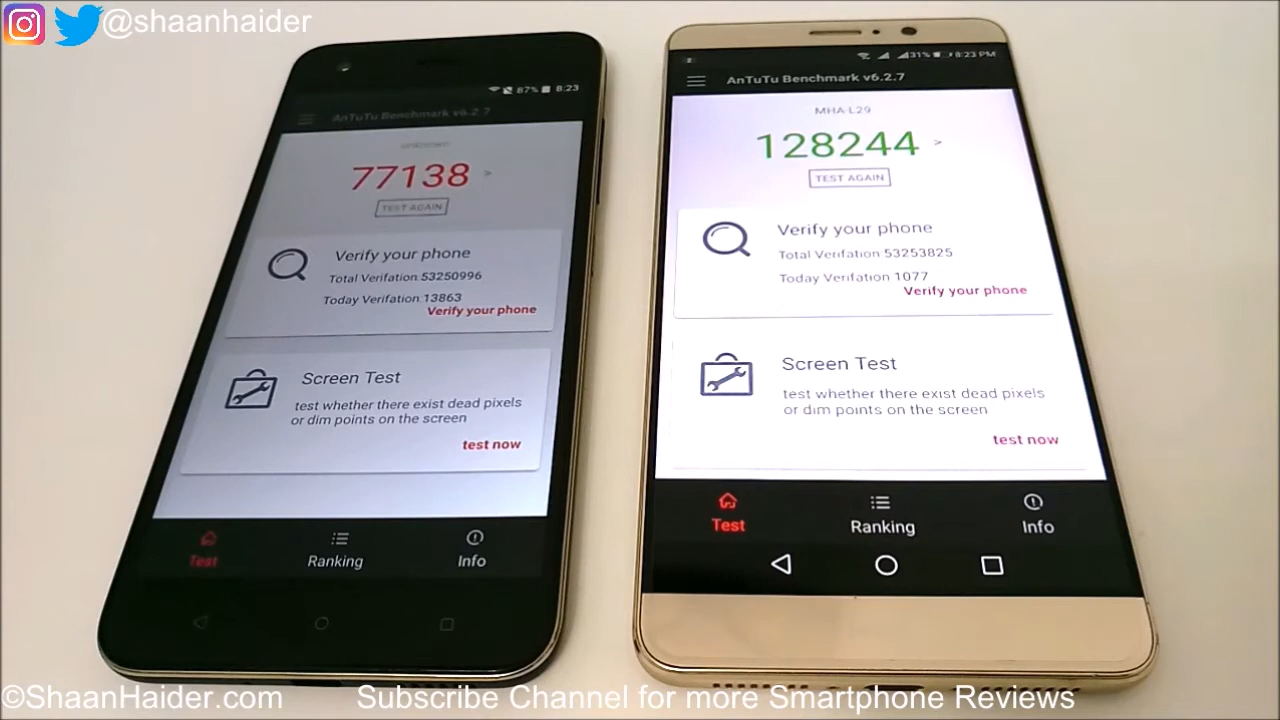 @shaanhaider
87% 8:23
AnTuTu Benchmark v6.2.7
unknown
77138 >
TEST AGAIN
Verify your phone
Total Verifation:53250996
Today Verifation:13863
Verify your phone
Screen Test
test whether there exist dead pixels
or dim points on the screen
test now
Test
Ranking
Info
31% 8:23 PM
AnTuTu Benchmark v6.2.7
MHA-L29
128244 >
TEST AGAIN
Verify your phone
Total Verifation:53253825
Today Verifation:1077
Verify your phone
Screen Test
test whether there exist dead pixels
or dim points on the screen
test now
Test
Ranking
Info
©ShaanHaider.com
Subscribe Channel for more Smartphone Reviews